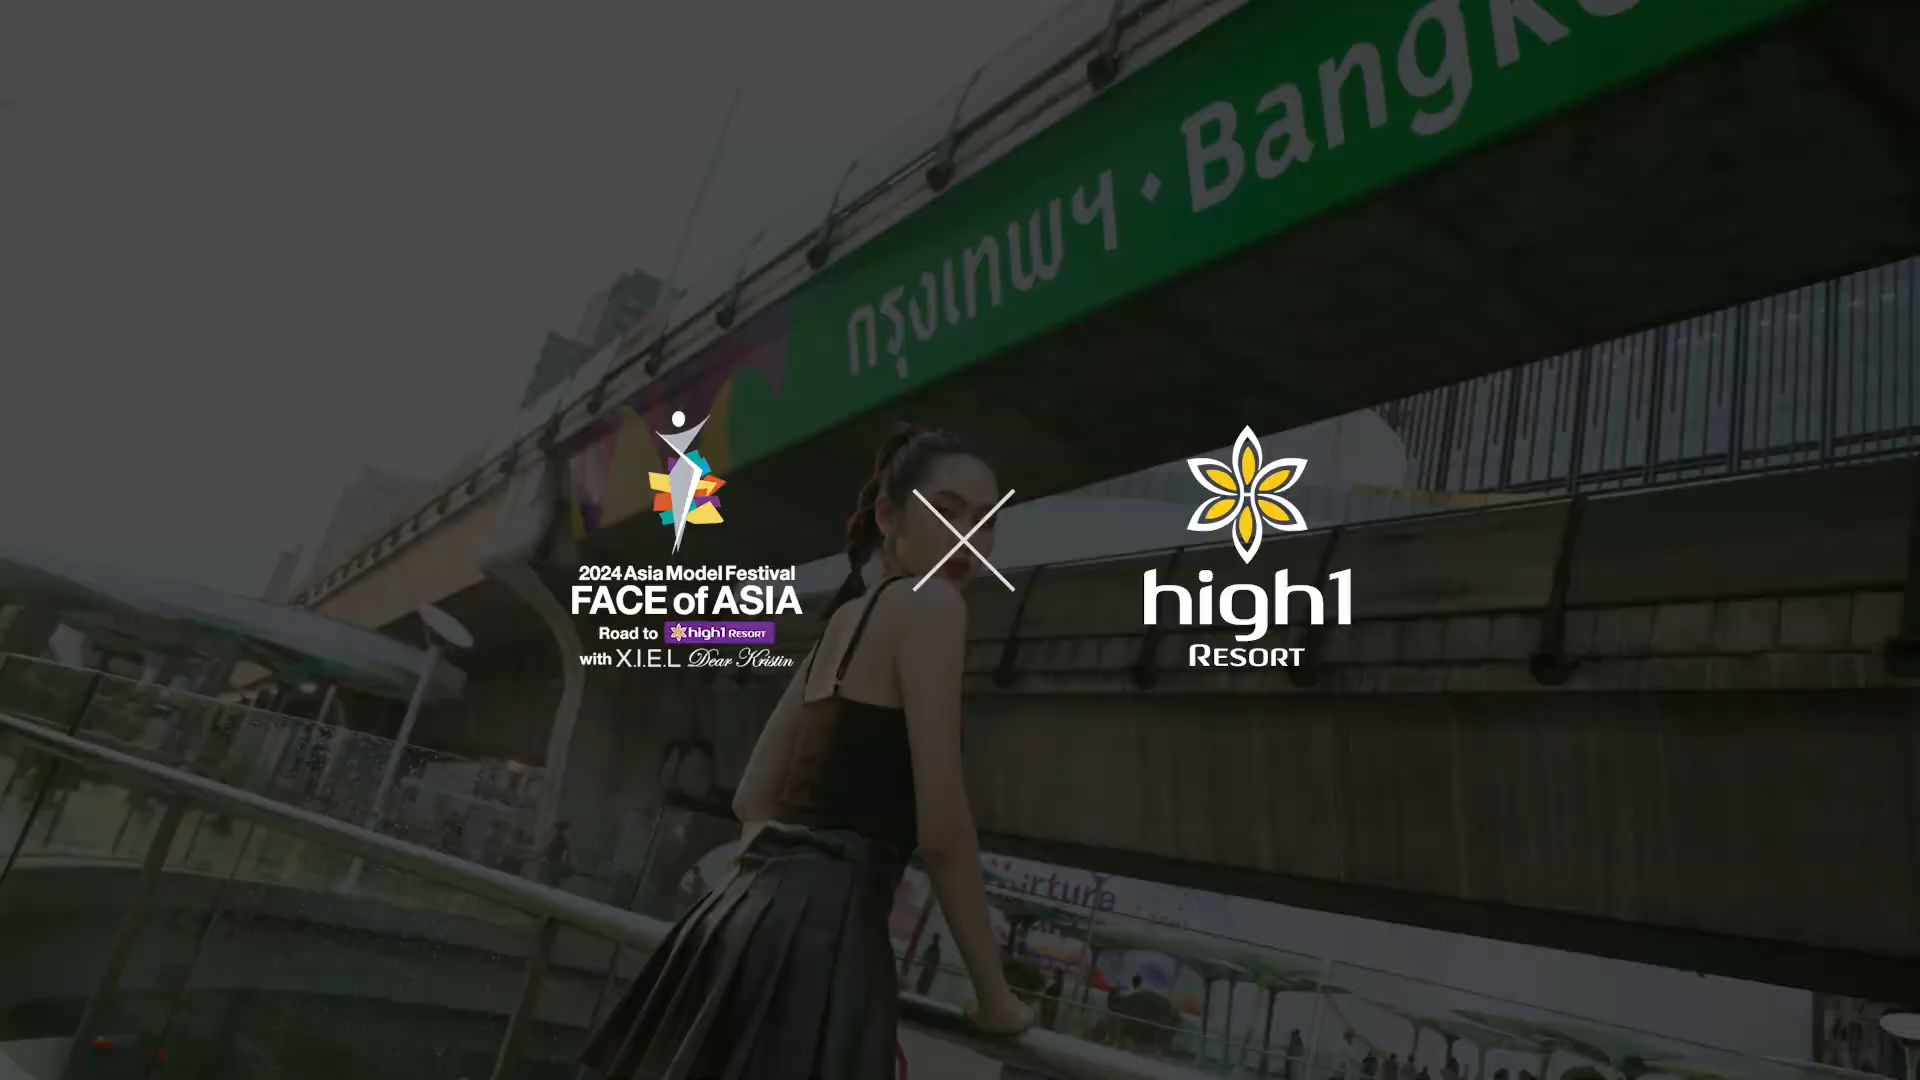 กรุงเทพฯ · Bangko
2024 Asia Model Festival
FACE of ASIA
Road to high1 RESORT
with X.I.E.L Dear Kristin
high1
RESORT